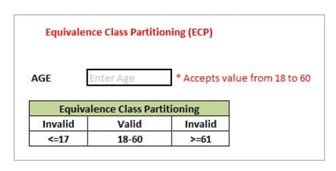 Equivalence Class Partitioning (ECP)
AGE Enter Age * Accepts value from 18 to 60
Equivalence Class Partitioning
Invalid Valid Invalid
<=17 18-60 >=61